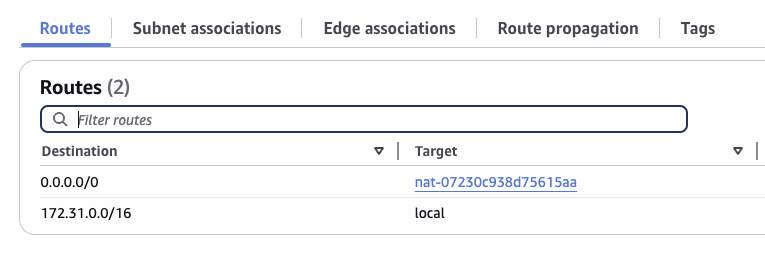 Routes Subnet associations Edge associations Route propagation Tags
Routes (2)
Filter routes
Destination Target
0.0.0.0/0 nat-07230c938d75615aa
172.31.0.0/16 local